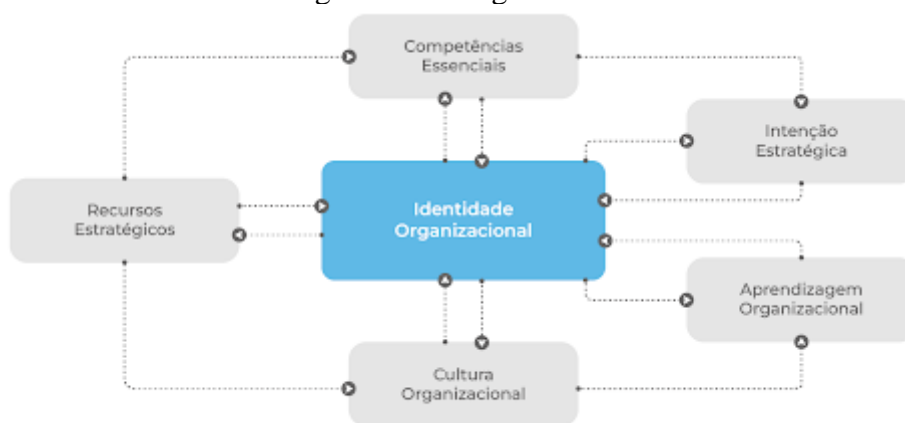 Competências
Essenciais
Intenção
Estratégica
Identidade
Organizacional
Recursos
Estratégicos
Aprendizagem
Organizacional
Cultura
Organizacional